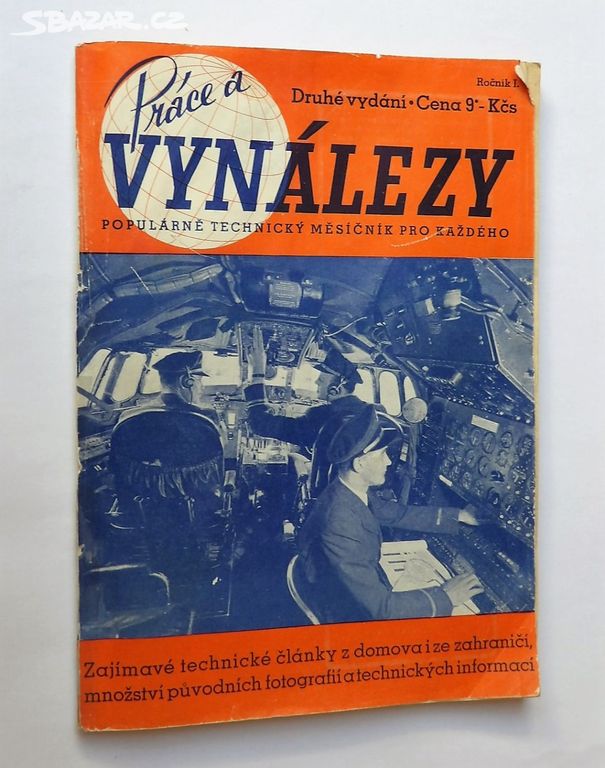 SBAZAR.CZ
Ročník I.
Práce a
Druhé vydání • Cena 9·- Kčs
VYNÁLEZY
POPULÁRNĚ TECHNICKÝ MĚSÍČNÍK PRO KAŽDÉHO
Zajímavé technické články z domova i ze zahraničí,
množství původních fotografií a technických informací